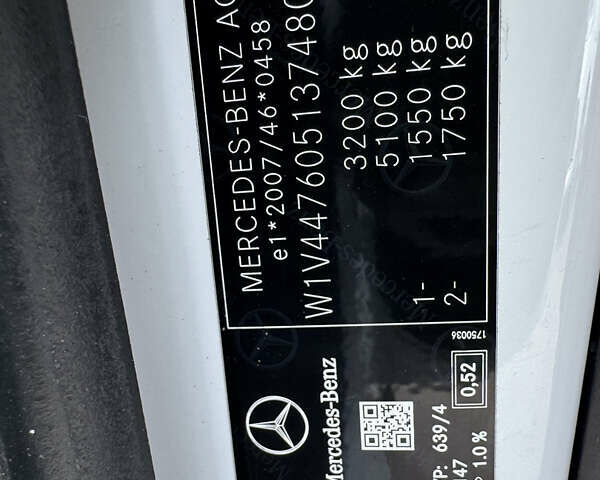 MERCEDES-BENZ AG
e1*2007/46*0458
W1V44760513748
3200 kg
5100 kg
1- 1550 kg
2- 1750 kg
1750036
Mercedes-Benz
639/4
0,52
147
1.0 %